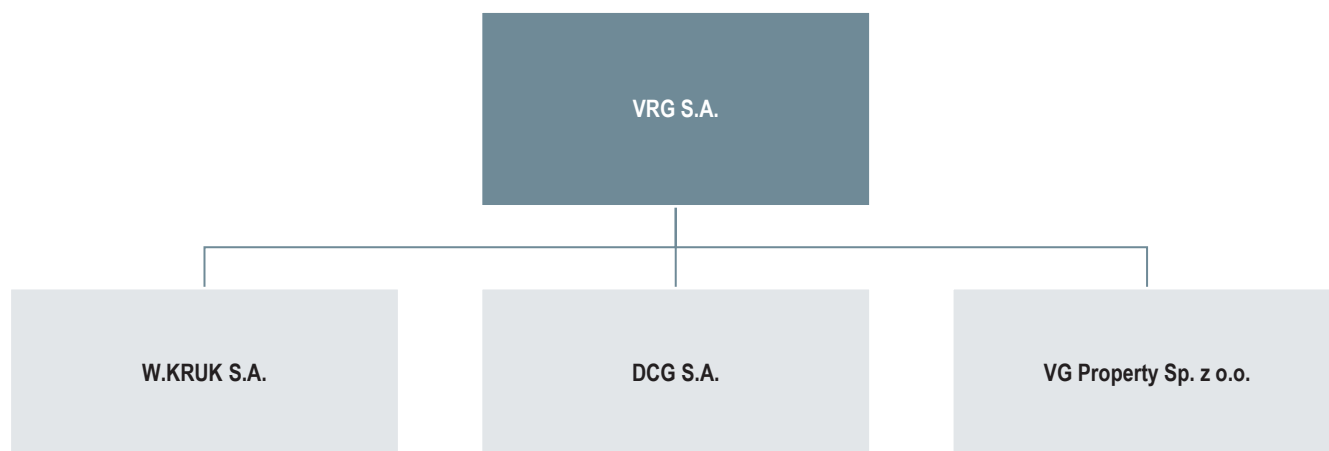 VRG S.A.
W.KRUK S.A.
DCG S.A.
VG Property Sp. z o.o.